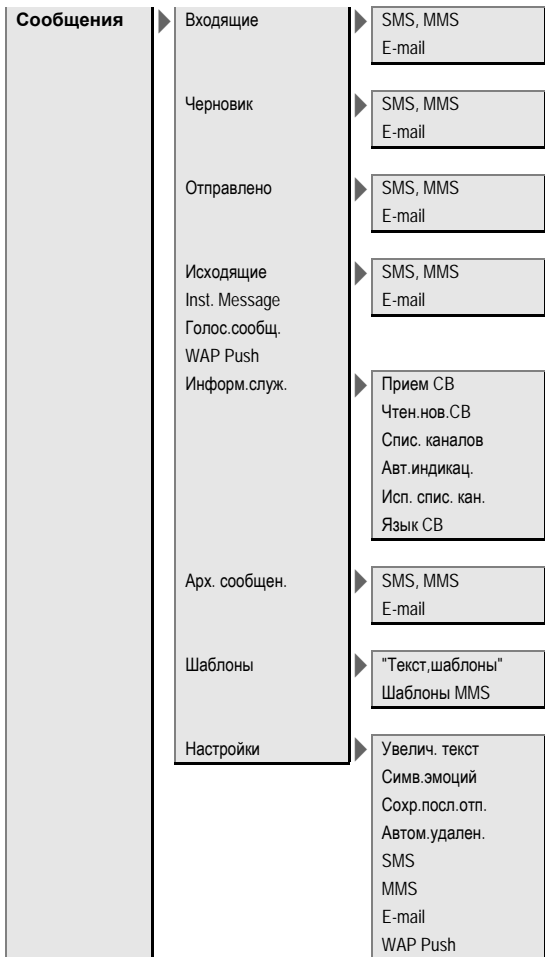 Сообщения
Входящие
SMS, MMS
E-mail
Черновик
SMS, MMS
E-mail
Отправлено
SMS, MMS
E-mail
Исходящие
SMS, MMS
Inst. Message
E-mail
Голос.сообщ.
WAP Push
Информ.служ.
Прием СВ
Чтен.нов.СВ
Спис. каналов
Авт.индикац.
Исп. спис. кан.
Язык СВ
Арх. сообщен.
SMS, MMS
E-mail
Шаблоны
"Текст,шаблоны"
Шаблоны MMS
Настройки
Увелич. текст
Симв.эмоций
Сохр.посл.отп.
Автом.удален.
SMS
MMS
E-mail
WAP Push